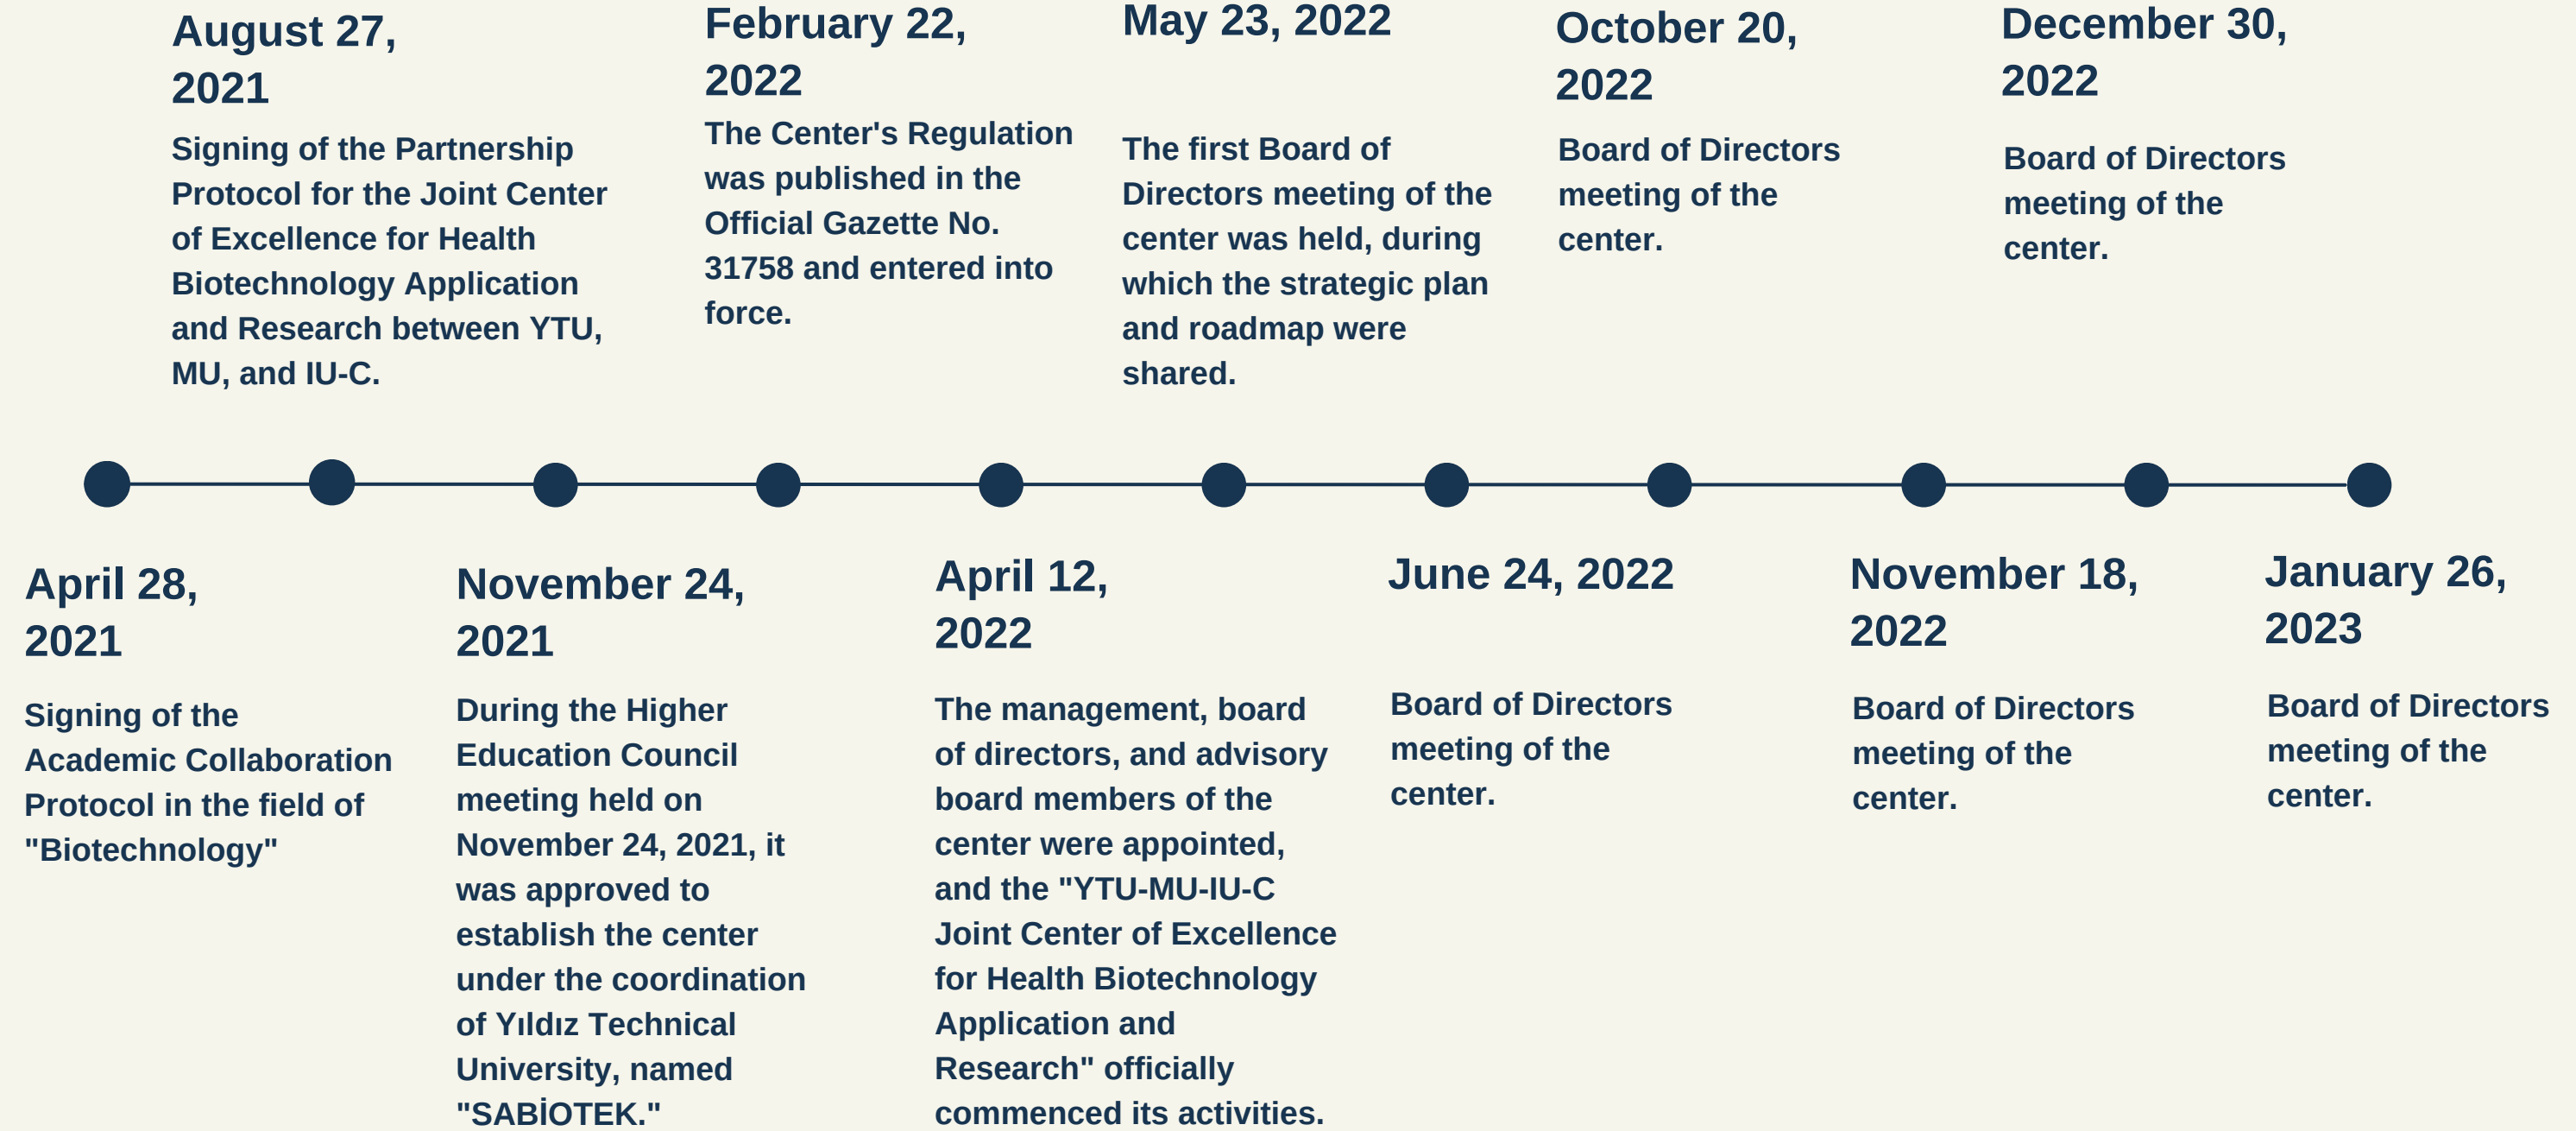 August 27,
2021
Signing of the Partnership
Protocol for the Joint Center
of Excellence for Health
Biotechnology Application
and Research between YTU,
MU, and IU-C.
February 22,
2022
The Center's Regulation
was published in the
Official Gazette No.
31758 and entered into
force.
May 23, 2022
The first Board of
Directors meeting of the
center was held, during
which the strategic plan
and roadmap were
shared.
October 20,
2022
Board of Directors
meeting of the
center.
December 30,
2022
Board of Directors
meeting of the
center.
April 28,
2021
Signing of the
Academic Collaboration
Protocol in the field of
"Biotechnology"
November 24,
2021
During the Higher
Education Council
meeting held on
November 24, 2021, it
was approved to
establish the center
under the coordination
of Yıldız Technical
University, named
"SABİOTEK."
April 12,
2022
The management, board
of directors, and advisory
board members of the
center were appointed,
and the "YTU-MU-IU-C
Joint Center of Excellence
for Health Biotechnology
Application and
Research" officially
commenced its activities.
June 24, 2022
Board of Directors
meeting of the
center.
November 18,
2022
Board of Directors
meeting of the
center.
January 26,
2023
Board of Directors
meeting of the
center.